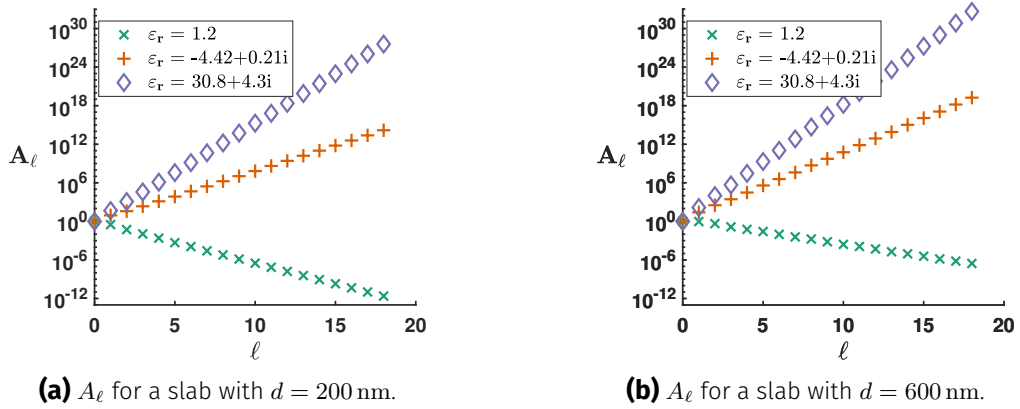 10^30
10^24
10^18
10^12
10^6
10^0
10^-6
10^-12
A_ℓ
ε_r = 1.2
ε_r = -4.42+0.21i
ε_r = 30.8+4.3i
0 5 10 15 20
ℓ
(a) A_ℓ for a slab with d = 200 nm.
10^30
10^24
10^18
10^12
10^6
10^0
10^-6
10^-12
A_ℓ
ε_r = 1.2
ε_r = -4.42+0.21i
ε_r = 30.8+4.3i
0 5 10 15 20
ℓ
(b) A_ℓ for a slab with d = 600 nm.